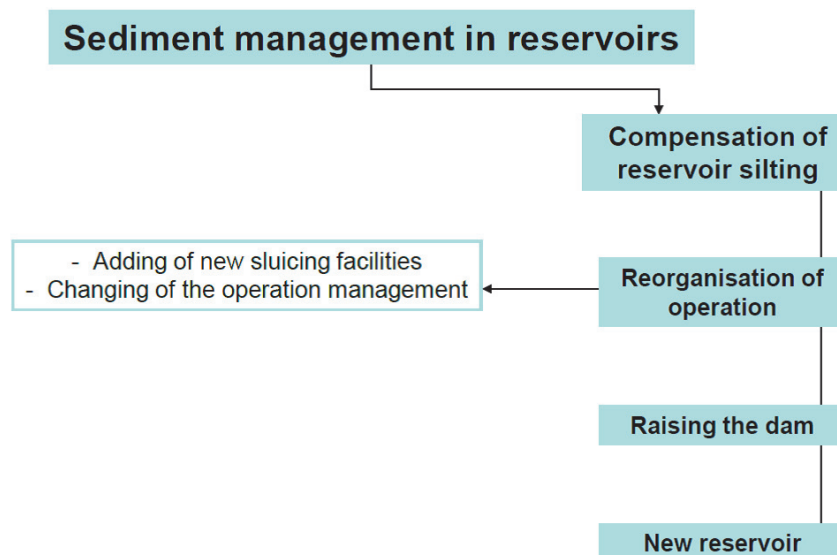 Sediment management in reservoirs
Compensation of
reservoir silting
- Adding of new sluicing facilities
- Changing of the operation management
Reorganisation of
operation
Raising the dam
New reservoir